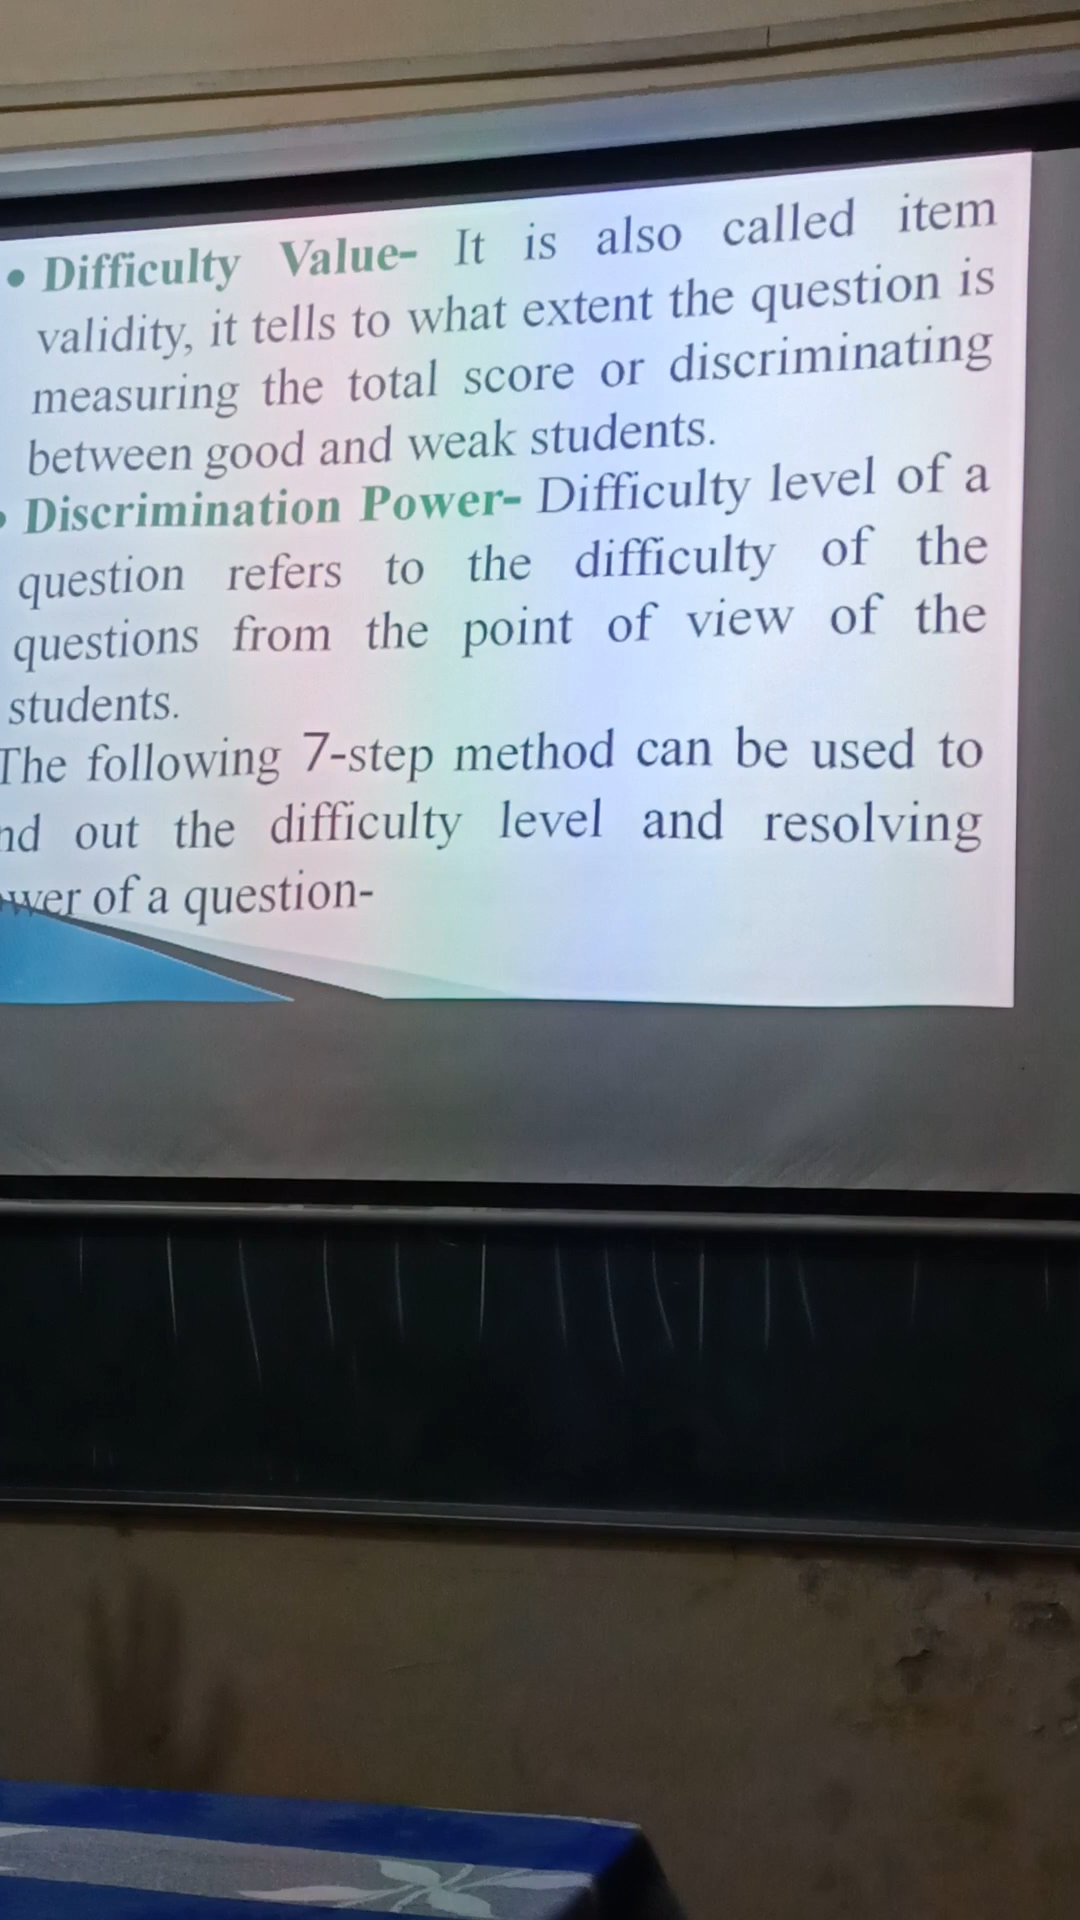 • Difficulty Value- It is also called item
validity, it tells to what extent the question is
measuring the total score or discriminating
between good and weak students.
• Discrimination Power- Difficulty level of a
question refers to the difficulty of the
questions from the point of view of the
students.
The following 7-step method can be used to
nd out the difficulty level and resolving
wer of a question-